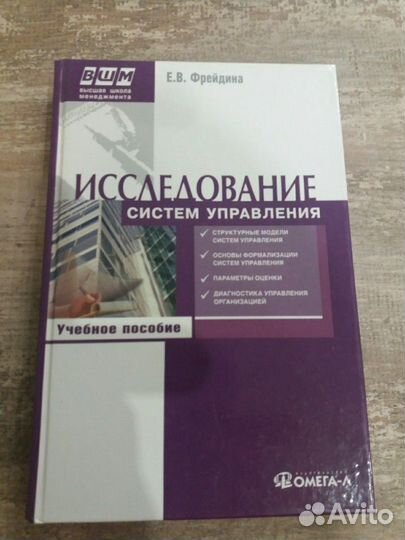 ВШМ
ВЫСШАЯ ШКОЛА
МЕНЕДЖМЕНТА
Е.В. Фрейдина
ИССЛЕДОВАНИЕ
СИСТЕМ УПРАВЛЕНИЯ
СТРУКТУРНЫЕ МОДЕЛИ
СИСТЕМ УПРАВЛЕНИЯ
ОСНОВЫ ФОРМАЛИЗАЦИИ
СИСТЕМ УПРАВЛЕНИЯ
ПАРАМЕТРЫ ОЦЕНКИ
ДИАГНОСТИКА УПРАВЛЕНИЯ
ОРГАНИЗАЦИЕЙ
Учебное пособие
ИЗДАТЕЛЬСТВО
ОМЕГА-Л
Avito